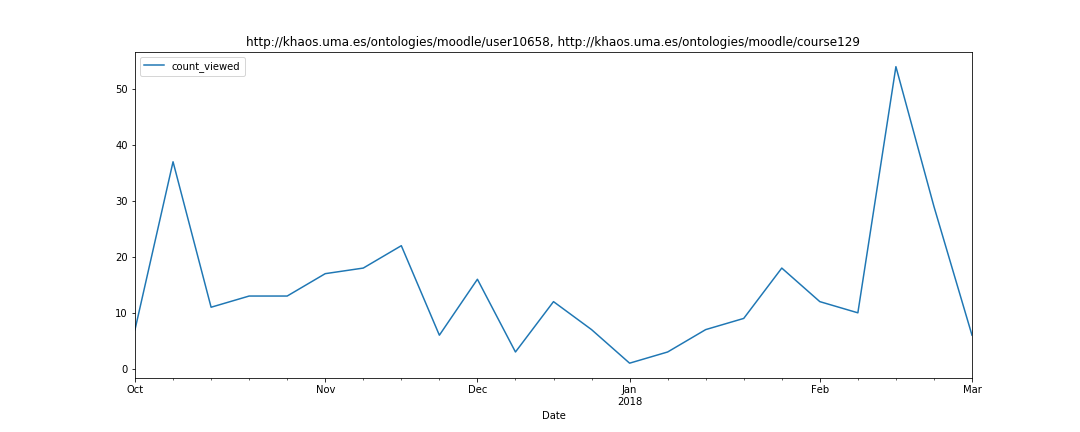 http://khaos.uma.es/ontologies/moodle/user10658, http://khaos.uma.es/ontologies/moodle/course129
count_viewed
50
40
30
20
10
0
Oct Nov Dec Jan Feb Mar
2018
Date